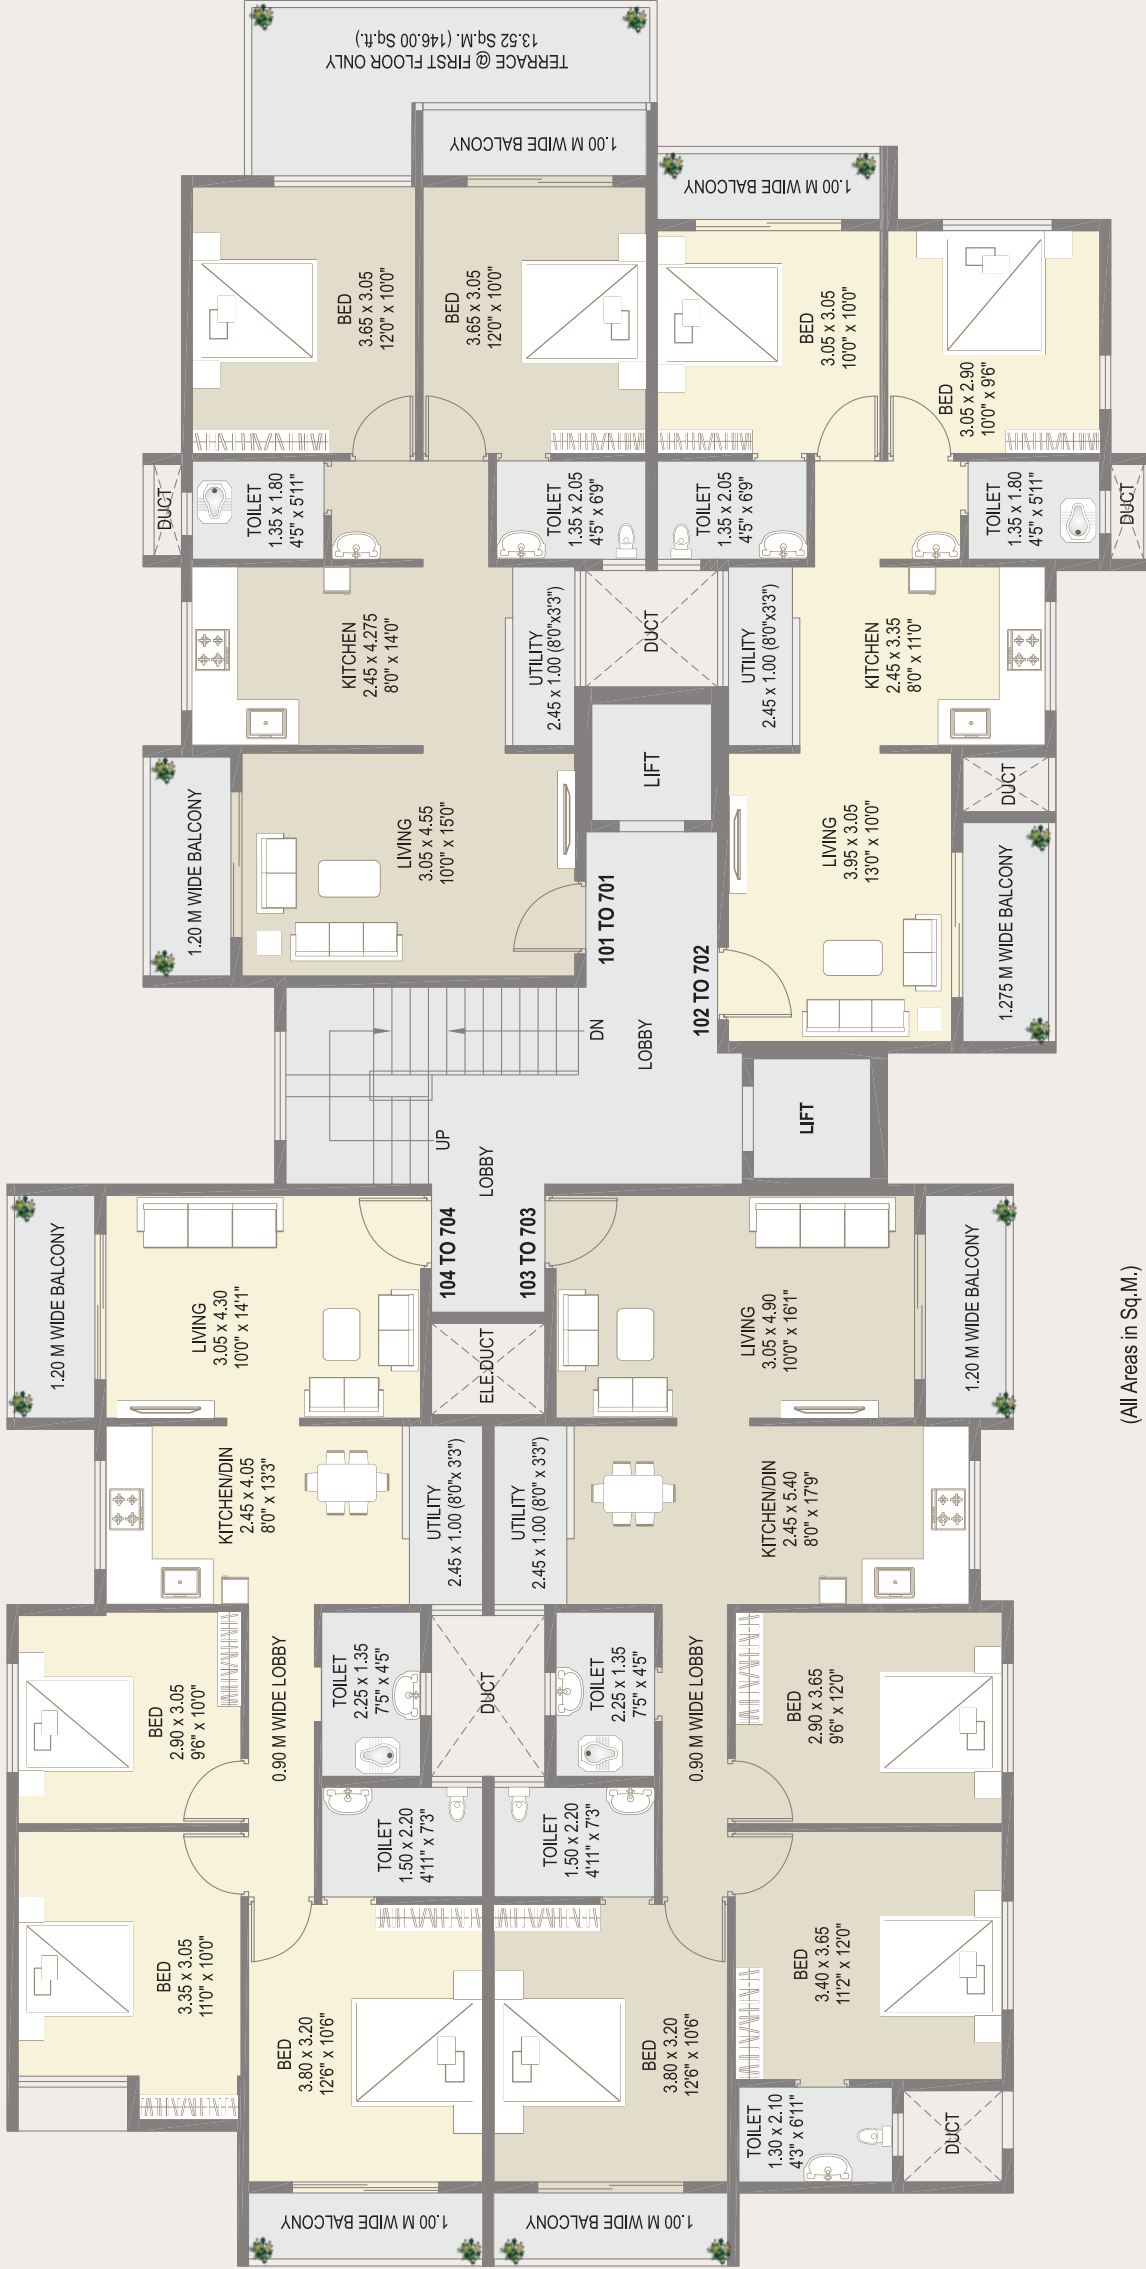 TERRACE @ FIRST FLOOR ONLY
13.52 Sq.M. (146.00 Sq.ft.)
1.00 M WIDE BALCONY
1.00 M WIDE BALCONY
BED
3.65 x 3.05
12'0" x 10'0"
BED
3.65 x 3.05
12'0" x 10'0"
BED
3.05 x 3.05
10'0" x 10'0"
BED
3.05 x 2.90
10'0" x 9'6"
DUCT
TOILET
1.35 x 1.80
4'5" x 5'11"
TOILET
1.35 x 2.05
4'5" x 6'9"
TOILET
1.35 x 2.05
4'5" x 6'9"
TOILET
1.35 x 1.80
4'5" x 5'11"
DUCT
KITCHEN
2.45 x 4.275
8'0" x 14'0"
UTILITY
2.45 x 1.00 (8'0"x3'3")
DUCT
UTILITY
2.45 x 1.00 (8'0"x3'3")
KITCHEN
2.45 x 3.35
8'0" x 11'0"
1.20 M WIDE BALCONY
LIVING
3.05 x 4.55
10'0" x 15'0"
LIFT
LIVING
3.95 x 3.05
13'0" x 10'0"
DUCT
1.275 M WIDE BALCONY
101 TO 701
102 TO 702
DN
LOBBY
UP
LOBBY
LIFT
104 TO 704
103 TO 703
1.20 M WIDE BALCONY
LIVING
3.05 x 4.30
10'0" x 14'1"
ELE.DUCT
LIVING
3.05 x 4.90
10'0" x 16'1"
1.20 M WIDE BALCONY
KITCHEN/DIN
2.45 x 4.05
8'0" x 13'3"
UTILITY
2.45 x 1.00 (8'0"x 3'3")
UTILITY
2.45 x 1.00 (8'0" x 3'3")
KITCHEN/DIN
2.45 x 5.40
8'0" x 17'9"
BED
2.90 x 3.05
9'6" x 10'0"
0.90 M WIDE LOBBY
TOILET
2.25 x 1.35
7'5" x 4'5"
DUCT
TOILET
2.25 x 1.35
7'5" x 4'5"
0.90 M WIDE LOBBY
BED
2.90 x 3.65
9'6" x 12'0"
TOILET
1.50 x 2.20
4'11" x 7'3"
TOILET
1.50 x 2.20
4'11" x 7'3"
BED
3.35 x 3.05
11'0" x 10'0"
BED
3.80 x 3.20
12'6" x 10'6"
BED
3.80 x 3.20
12'6" x 10'6"
BED
3.40 x 3.65
11'2" x 12'0"
TOILET
1.30 x 2.10
4'3" x 6'11"
DUCT
1.00 M WIDE BALCONY
1.00 M WIDE BALCONY
(All Areas in Sq.M.)